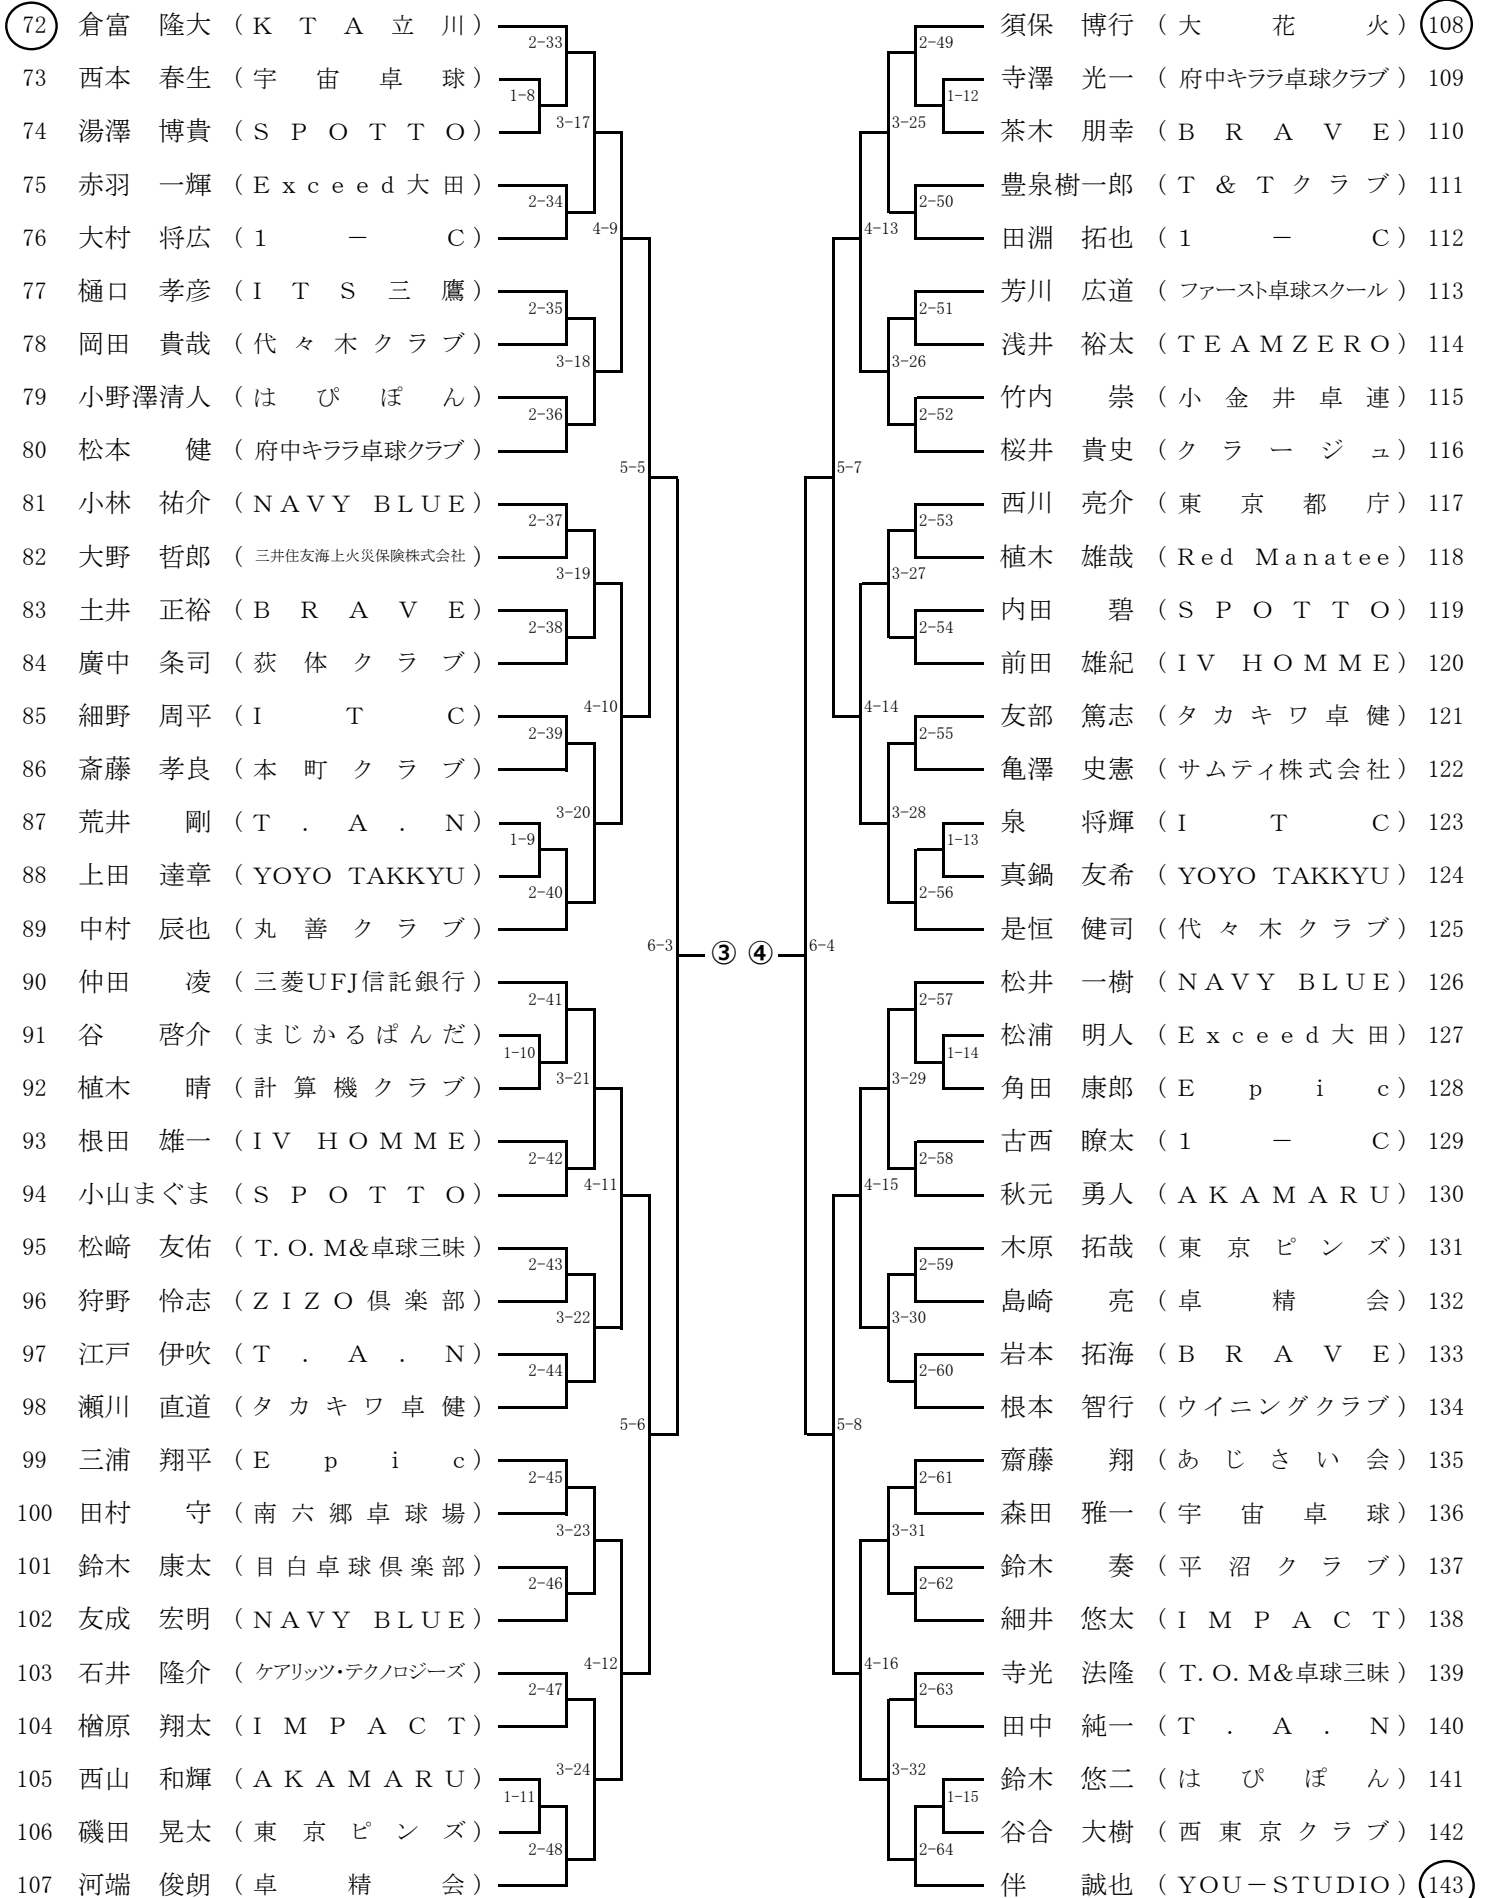 72 倉富 隆大 (KTA立川)
2-33
73 西本 春生 (宇宙卓球)
1-8
74 湯澤 博貴 (SPOTTO)
3-17
75 赤羽 一輝 (Exceed大田)
2-34
76 大村 将広 (1-C)
4-9
77 樋口 孝彦 (ITS三鷹)
2-35
78 岡田 貴哉 (代々木クラブ)
3-18
79 小野澤清人 (はぴぽん)
2-36
80 松本 健 (府中キララ卓球クラブ)
5-5
81 小林 祐介 (NAVY BLUE)
2-37
82 大野 哲郎 (三井住友海上火災保険株式会社)
3-19
83 土井 正裕 (BRAVE)
2-38
84 廣中 条司 (荻体クラブ)
4-10
85 細野 周平 (ITC)
2-39
86 斎藤 孝良 (本町クラブ)
3-20
87 荒井 剛 (T.A.N)
1-9
88 上田 達章 (YOYO TAKKYU)
2-40
89 中村 辰也 (丸善クラブ)
6-3
③
90 仲田 凌 (三菱UFJ信託銀行)
2-41
91 谷 啓介 (まじかるぱんだ)
1-10
92 植木 晴 (計算機クラブ)
3-21
93 根田 雄一 (IV HOMME)
2-42
94 小山まぐま (SPOTTO)
4-11
95 松﨑 友佑 (T.O.M&卓球三昧)
2-43
96 狩野 怜志 (ZIZO倶楽部)
3-22
97 江戸 伊吹 (T.A.N)
2-44
98 瀬川 直道 (タカキワ卓健)
5-6
99 三浦 翔平 (Epic)
2-45
100 田村 守 (南六郷卓球場)
3-23
101 鈴木 康太 (目白卓球倶楽部)
2-46
102 友成 宏明 (NAVY BLUE)
4-12
103 石井 隆介 (ケアリッツ・テクノロジーズ)
2-47
104 楢原 翔太 (IMPACT)
3-24
105 西山 和輝 (AKAMARU)
1-11
106 磯田 晃太 (東京ピンズ)
2-48
107 河端 俊朗 (卓精会)
須保 博行 (大花火) 108
2-49
寺澤 光一 (府中キララ卓球クラブ) 109
1-12
茶木 朋幸 (BRAVE) 110
3-25
豊泉樹一郎 (T&Tクラブ) 111
2-50
田淵 拓也 (1-C) 112
4-13
芳川 広道 (ファースト卓球スクール) 113
2-51
浅井 裕太 (TEAMZERO) 114
3-26
竹内 崇 (小金井卓連) 115
2-52
桜井 貴史 (クラージュ) 116
5-7
西川 亮介 (東京都庁) 117
2-53
植木 雄哉 (Red Manatee) 118
3-27
内田 碧 (SPOTTO) 119
2-54
前田 雄紀 (IV HOMME) 120
4-14
友部 篤志 (タカキワ卓健) 121
2-55
亀澤 史憲 (サムティ株式会社) 122
3-28
泉 将輝 (ITC) 123
1-13
真鍋 友希 (YOYO TAKKYU) 124
2-56
是恒 健司 (代々木クラブ) 125
④
6-4
松井 一樹 (NAVY BLUE) 126
2-57
松浦 明人 (Exceed大田) 127
1-14
角田 康郎 (Epic) 128
3-29
古西 瞭太 (1-C) 129
2-58
秋元 勇人 (AKAMARU) 130
4-15
木原 拓哉 (東京ピンズ) 131
2-59
島崎 亮 (卓精会) 132
3-30
岩本 拓海 (BRAVE) 133
2-60
根本 智行 (ウイニングクラブ) 134
5-8
齋藤 翔 (あじさい会) 135
2-61
森田 雅一 (宇宙卓球) 136
3-31
鈴木 奏 (平沼クラブ) 137
2-62
細井 悠太 (IMPACT) 138
4-16
寺光 法隆 (T.O.M&卓球三昧) 139
2-63
田中 純一 (T.A.N) 140
3-32
鈴木 悠二 (はぴぽん) 141
1-15
谷合 大樹 (西東京クラブ) 142
2-64
伴 誠也 (YOU-STUDIO) 143